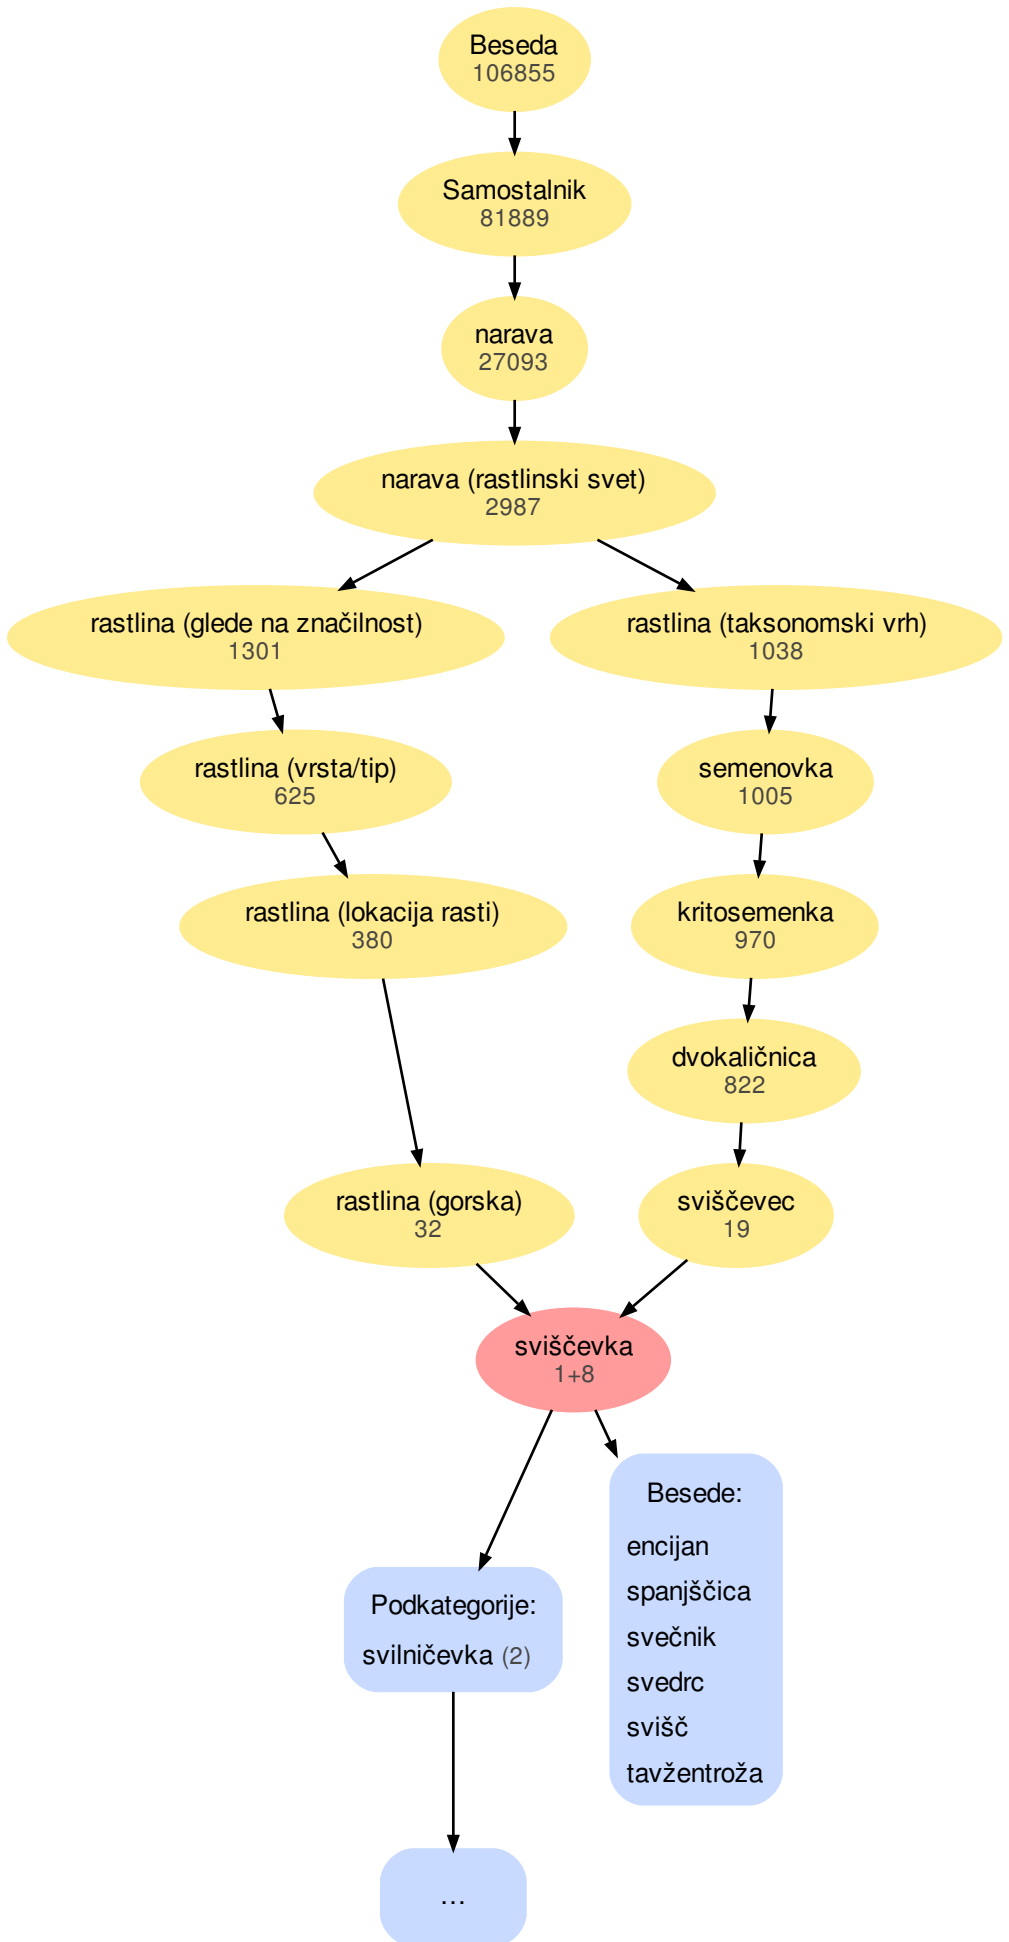 Beseda
106855
Samostalnik
81889
narava
27093
narava (rastlinski svet)
2987
rastlina (glede na značilnost)
1301
rastlina (taksonomski vrh)
1038
rastlina (vrsta/tip)
625
semenovka
1005
rastlina (lokacija rasti)
380
kritosemenka
970
dvokaličnica
822
rastlina (gorska)
32
sviščevec
19
sviščevka
1+8
Besede:
encijan
spanjščica
svečnik
svedrc
svišč
tavžentroža
Podkategorije:
svilničevka (2)
...